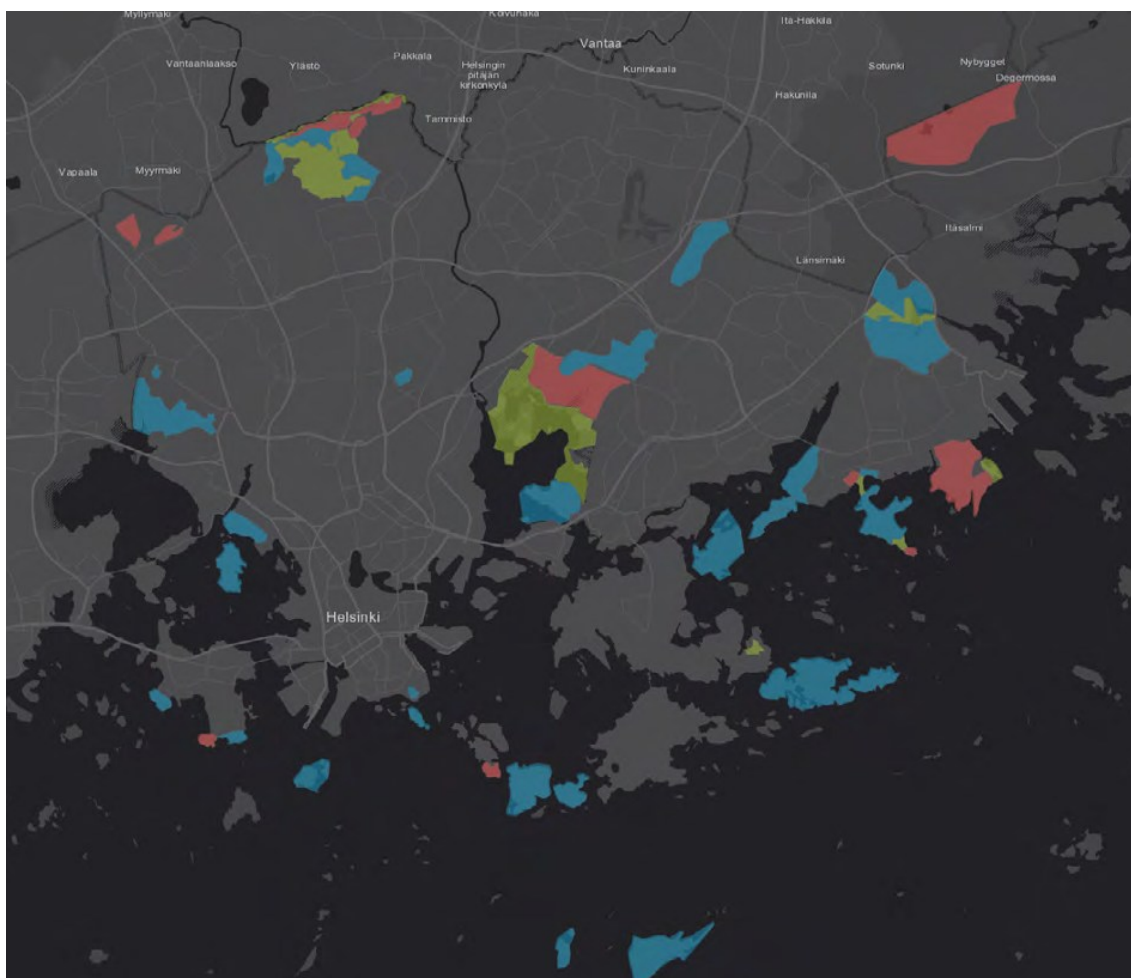 Myllymäki
Koivuhaka
Itä-Hakkila
Vantaa
Pakkala
Vantaanlaakso
Ylästö
Helsingin
pitäjän
kirkonkylä
Kuninkaala
Sotunki
Nybygget
Degermossa
Hakunila
Tammisto
Vapaala
Myyrmäki
Itäsalmi
Länsimäki
Helsinki